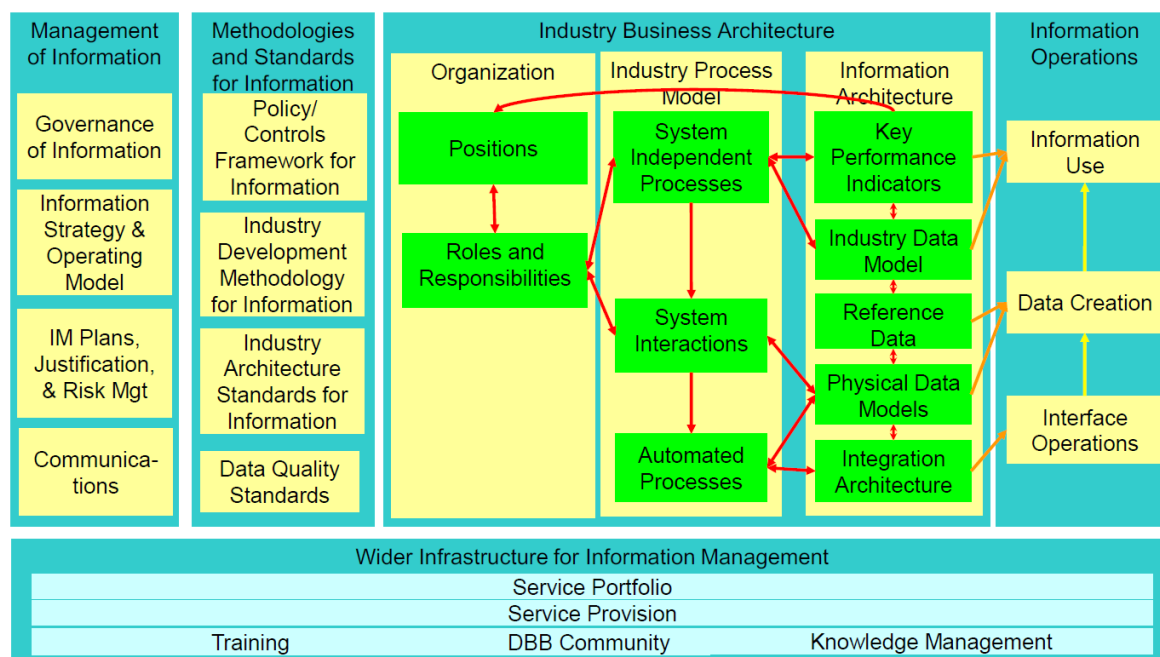 Management
of Information
Governance
of Information
Information
Strategy &
Operating
Model
IM Plans,
Justification,
& Risk Mgt
Communica-
tions
Methodologies
and Standards
for Information
Policy/
Controls
Framework for
Information
Industry
Development
Methodology
for Information
Industry
Architecture
Standards for
Information
Data Quality
Standards
Industry Business Architecture
Organization
Positions
Roles and
Responsibilities
Industry Process
Model
System
Independent
Processes
System
Interactions
Automated
Processes
Information
Architecture
Key
Performance
Indicators
Industry Data
Model
Reference
Data
Physical Data
Models
Integration
Architecture
Information
Operations
Information
Use
Data Creation
Interface
Operations
Wider Infrastructure for Information Management
Service Portfolio
Service Provision
Training
DBB Community
Knowledge Management